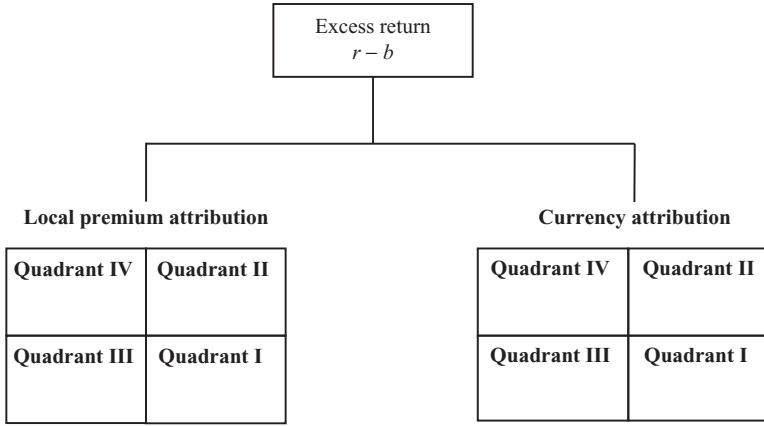 Excess return
r – b
Local premium attribution
Currency attribution
Quadrant IV
Quadrant II
Quadrant III
Quadrant I
Quadrant IV
Quadrant II
Quadrant III
Quadrant I